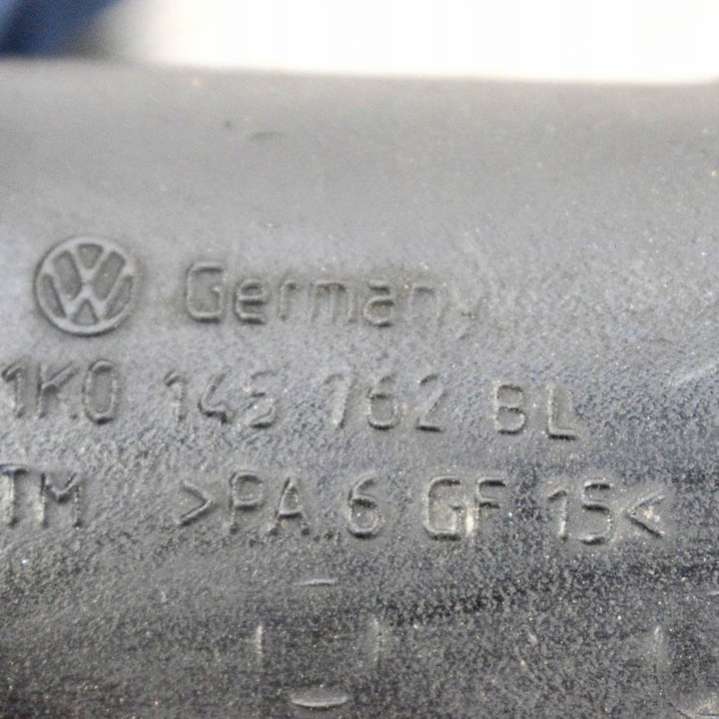 Germany
1K0 145 762 BL
TM >PA 6 GF 15<